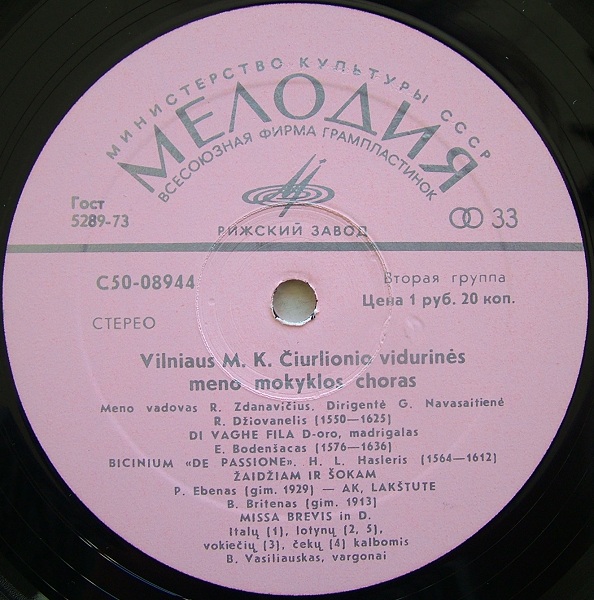 МИНИСТЕРСТВО КУЛЬТУРЫ СССР
МЕЛОДИЯ
ВСЕСОЮЗНАЯ ФИРМА ГРАМПЛАСТИНОК
Гост
5289-73
33
РИЖСКИЙ ЗАВОД
С50-08944
Вторая группа
Цена 1 руб. 20 коп.
СТЕРЕО
Vilniaus M. K. Čiurlionio vidurinės
meno mokyklos choras
Meno vadovas R. Zdanavičius. Dirigentė G. Navasaitienė
R. Džiovanelis (1550—1625)
DI VAGHE FILA D-oro, madrigalas
E. Bodenšacas (1576—1636)
BICINIUM «DE PASSIONE». H. L. Hasleris (1564—1612)
ŽAIDŽIAM IR ŠOKAM
P. Ebenas (gim. 1929) — AK, LAKŠTUTE
B. Britenas (gim. 1913)
MISSA BREVIS in D.
Italų (1), lotynų (2, 5),
vokiečių (3), čekų (4) kalbomis
B. Vasiliauskas, vargonai